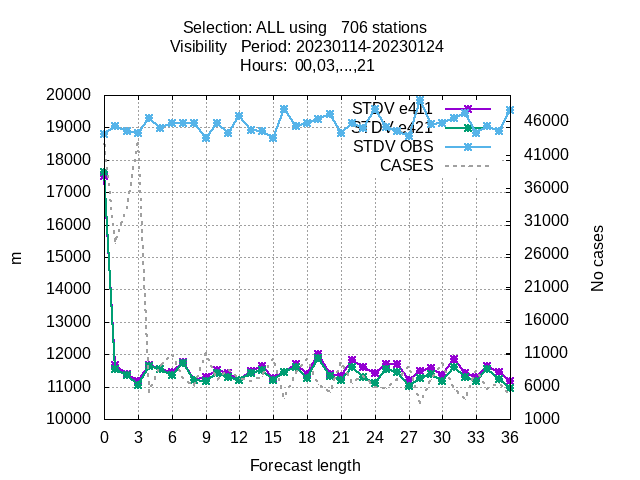 Selection: ALL using   706 stations
Visibility   Period: 20230114-20230124
Hours:  00,03,...,21
STDV e411
STDV e421
STDV OBS
CASES
20000
19000
18000
17000
16000
15000
14000
13000
12000
11000
10000
m
46000
41000
36000
31000
26000
21000
16000
11000
6000
1000
No cases
0 3 6 9 12 15 18 21 24 27 30 33 36
Forecast length